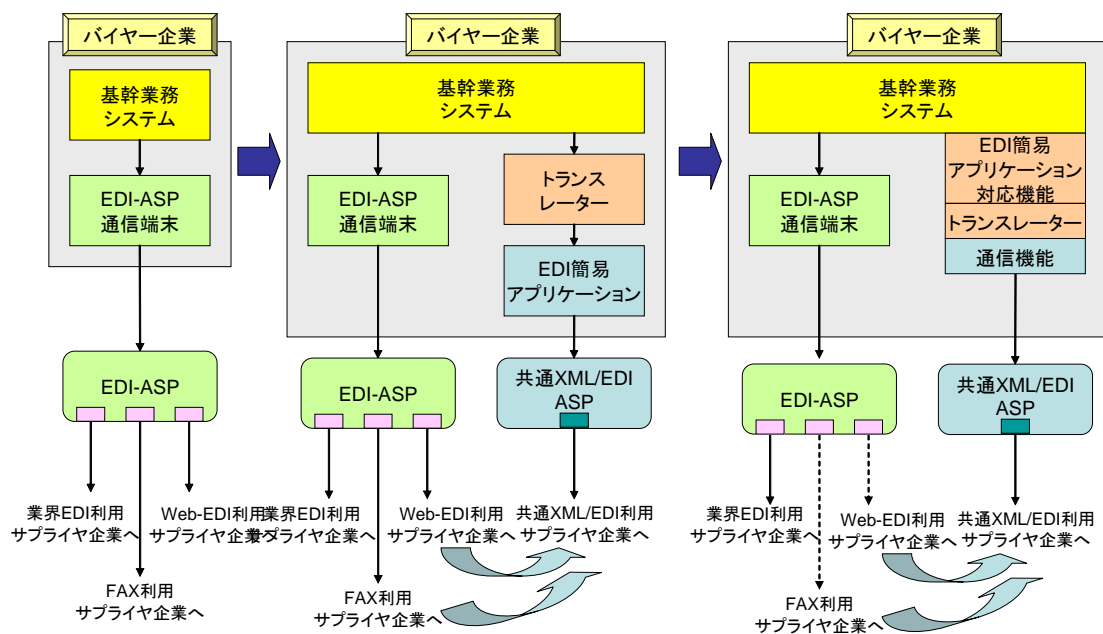 バイヤー企業
基幹業務
システム
EDI-ASP
通信端末
EDI-ASP
業界EDI利用
サプライヤ企業へ
Web-EDI利用
サプライヤ企業へ
FAX利用
サプライヤ企業へ
バイヤー企業
基幹業務
システム
EDI-ASP
通信端末
トランス
レーター
EDI簡易
アプリケーション
EDI-ASP
共通XML/EDI
ASP
業界EDI利用
サプライヤ企業へ
Web-EDI利用
サプライヤ企業へ
共通XML/EDI利用
サプライヤ企業へ
FAX利用
サプライヤ企業へ
バイヤー企業
基幹業務
システム
EDI-ASP
通信端末
EDI簡易
アプリケーション
対応機能
トランスレーター
通信機能
EDI-ASP
共通XML/EDI
ASP
業界EDI利用
サプライヤ企業へ
Web-EDI利用
サプライヤ企業へ
共通XML/EDI利用
サプライヤ企業へ
FAX利用
サプライヤ企業へ